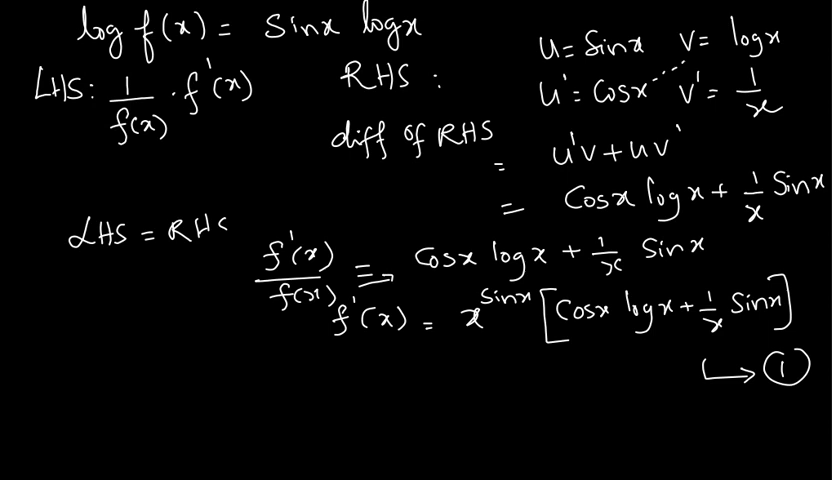 log f(x) = Sinx logx
LHS: 1/f(x) · f'(x)
RHS :
u = Sinx v = logx
u' = Cosx v' = 1/x
diff of RHS = u'v + uv'
= Cosx logx + 1/x Sinx
LHS = RHS
f'(x)/f(x) = Cosx logx + 1/x Sinx
f'(x) = x^Sinx [Cosx logx + 1/x Sinx]
↳ ①